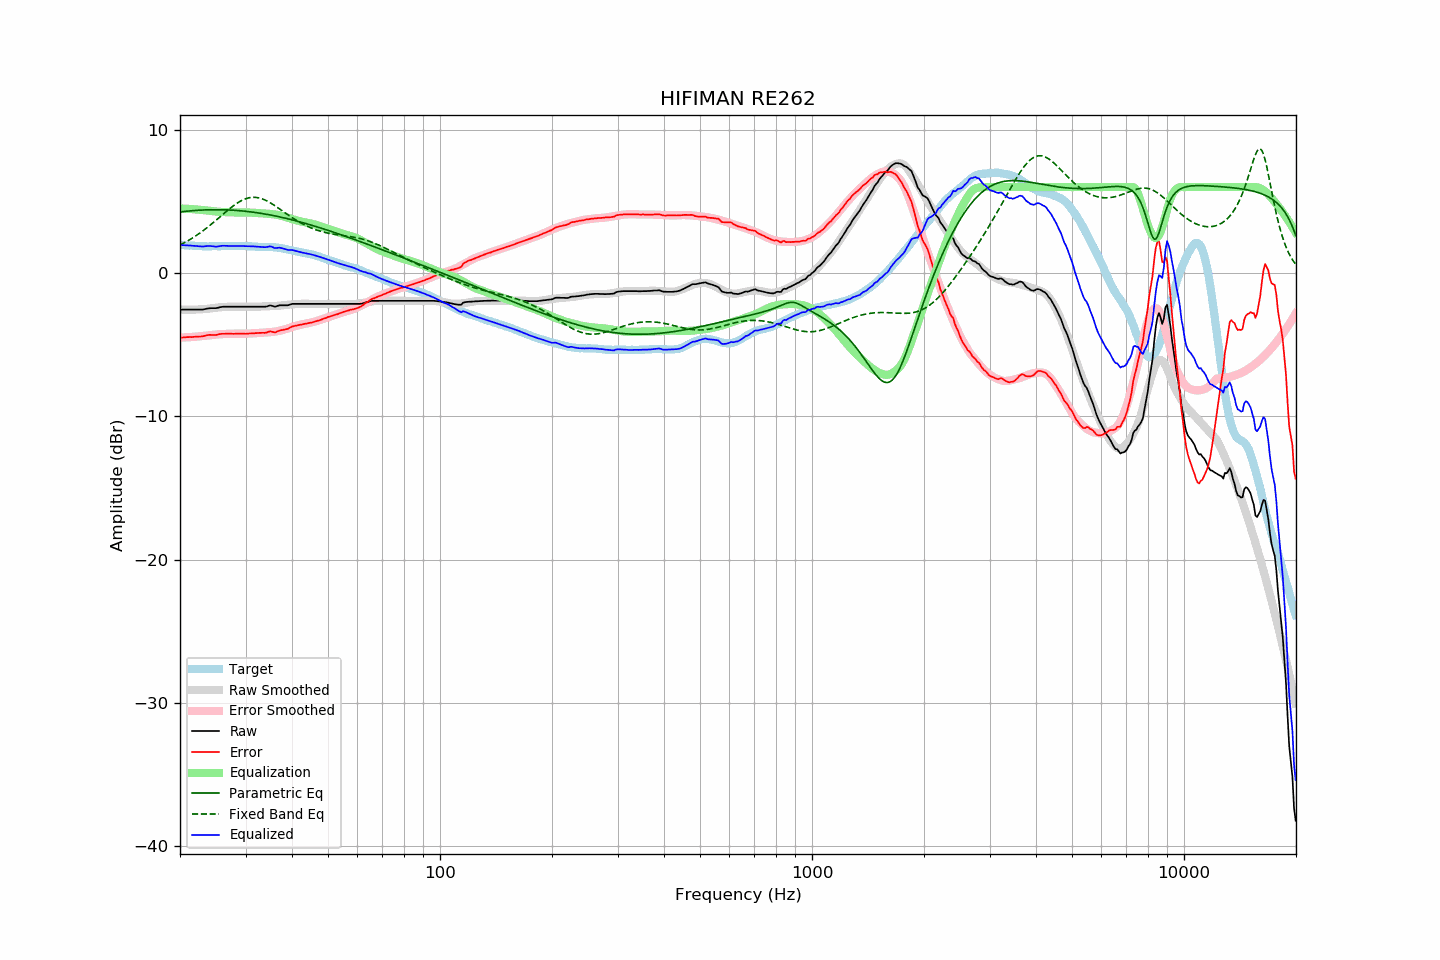 HIFIMAN RE262
10
0
−10
−20
−30
−40
Amplitude (dBr)
Target
Raw Smoothed
Error Smoothed
Raw
Error
Equalization
Parametric Eq
Fixed Band Eq
Equalized
100
1000
10000
Frequency (Hz)